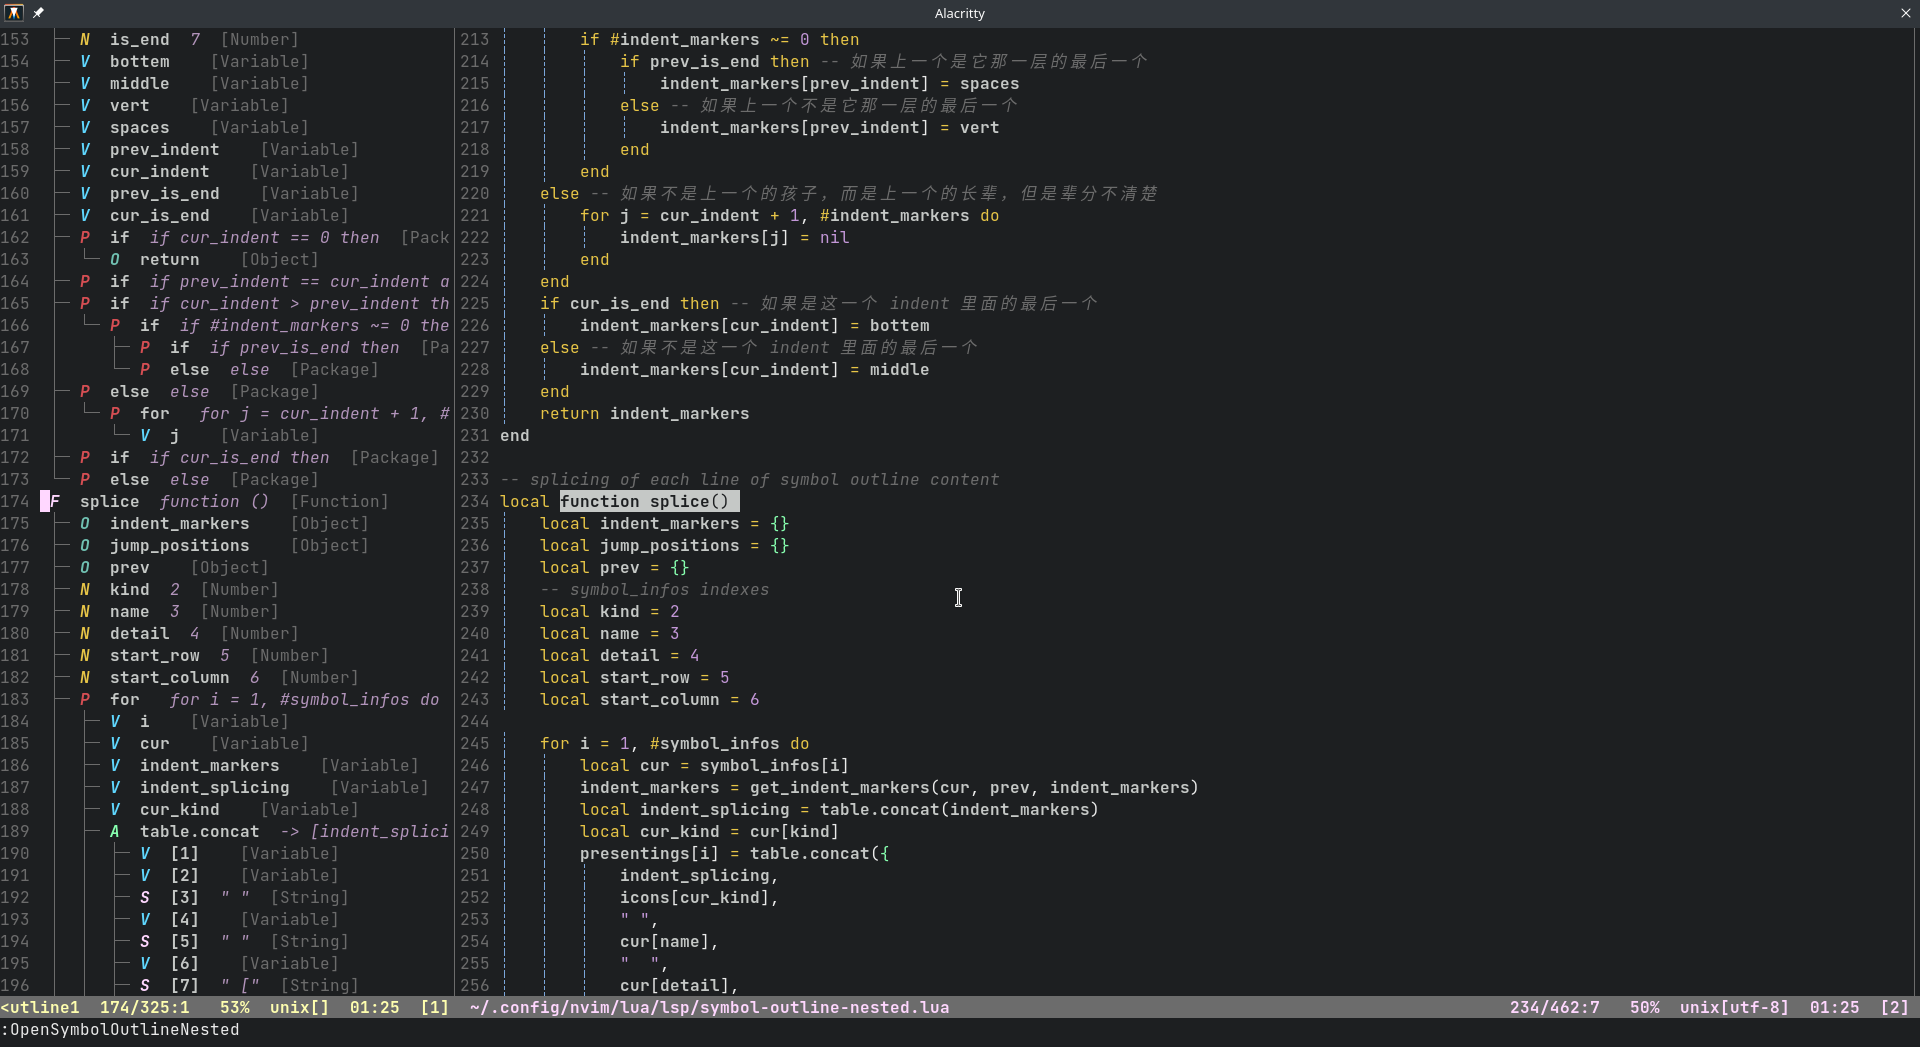 Alacritty
153 N is_end 7 [Number]
154 V bottem [Variable]
155 V middle [Variable]
156 V vert [Variable]
157 V spaces [Variable]
158 V prev_indent [Variable]
159 V cur_indent [Variable]
160 V prev_is_end [Variable]
161 V cur_is_end [Variable]
162 P if if cur_indent == 0 then [Pack
163 O return [Object]
164 P if if prev_indent == cur_indent a
165 P if if cur_indent > prev_indent th
166 P if if #indent_markers ~= 0 the
167 P if if prev_is_end then [Pa
168 P else else [Package]
169 P else else [Package]
170 P for for j = cur_indent + 1, #
171 V j [Variable]
172 P if if cur_is_end then [Package]
173 P else else [Package]
174 F splice function () [Function]
175 O indent_markers [Object]
176 O jump_positions [Object]
177 O prev [Object]
178 N kind 2 [Number]
179 N name 3 [Number]
180 N detail 4 [Number]
181 N start_row 5 [Number]
182 N start_column 6 [Number]
183 P for for i = 1, #symbol_infos do
184 V i [Variable]
185 V cur [Variable]
186 V indent_markers [Variable]
187 V indent_splicing [Variable]
188 V cur_kind [Variable]
189 A table.concat -> [indent_splici
190 V [1] [Variable]
191 V [2] [Variable]
192 S [3] " " [String]
193 V [4] [Variable]
194 S [5] " " [String]
195 V [6] [Variable]
196 S [7] " [" [String]
213 if #indent_markers ~= 0 then
214 if prev_is_end then -- 如果上一个是它那一层的最后一个
215 indent_markers[prev_indent] = spaces
216 else -- 如果上一个不是它那一层的最后一个
217 indent_markers[prev_indent] = vert
218 end
219 end
220 else -- 如果不是上一个的孩子，而是上一个的长辈，但是辈分不清楚
221 for j = cur_indent + 1, #indent_markers do
222 indent_markers[j] = nil
223 end
224 end
225 if cur_is_end then -- 如果是这一个 indent 里面的最后一个
226 indent_markers[cur_indent] = bottem
227 else -- 如果不是这一个 indent 里面的最后一个
228 indent_markers[cur_indent] = middle
229 end
230 return indent_markers
231 end
232
233 -- splicing of each line of symbol outline content
234 local function splice()
235 local indent_markers = {}
236 local jump_positions = {}
237 local prev = {}
238 -- symbol_infos indexes
239 local kind = 2
240 local name = 3
241 local detail = 4
242 local start_row = 5
243 local start_column = 6
244
245 for i = 1, #symbol_infos do
246 local cur = symbol_infos[i]
247 indent_markers = get_indent_markers(cur, prev, indent_markers)
248 local indent_splicing = table.concat(indent_markers)
249 local cur_kind = cur[kind]
250 presentings[i] = table.concat({
251 indent_splicing,
252 icons[cur_kind],
253 " ",
254 cur[name],
255 "  ",
256 cur[detail],
<utline1 174/325:1 53% unix[] 01:25 [1] ~/.config/nvim/lua/lsp/symbol-outline-nested.lua 234/462:7 50% unix[utf-8] 01:25 [2]
:OpenSymbolOutlineNested